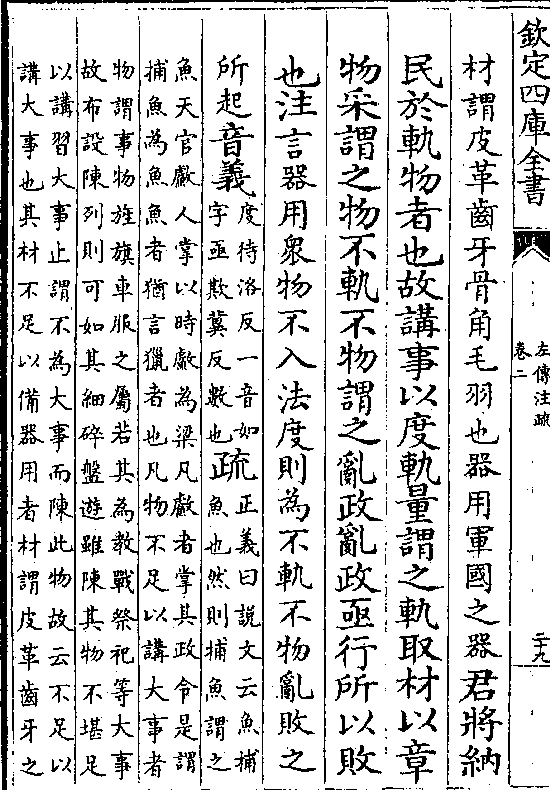 欽定四庫全書
左傳注疏
卷二
二十九
材謂皮革齒牙骨角毛羽也器用軍國之器君將納
民於軌物者也故講事以度軌量謂之軌取材以章
物采謂之物不軌不物謂之亂政亂政亟行所以敗
也注言器用衆物不入法度則為不軌不物亂敗之
所起音義度待洛反一音如
字亟欺冀反數也疏正義曰説文云魚捕
魚也然則捕魚謂之
魚天官䱷人掌以時䱷為梁凡䱷者掌其政令是謂
捕魚為魚魚者猶言獵者也凡物不足以講大事者
物謂事物旌旗車服之屬若其為教戰祭祀等大事
故布設陳列則可如其細碎盤遊雖陳其物不堪足
以講習大事止謂不為大事而陳此物故云不足以
講大事也其材不足以備器用者材謂皮革齒牙之